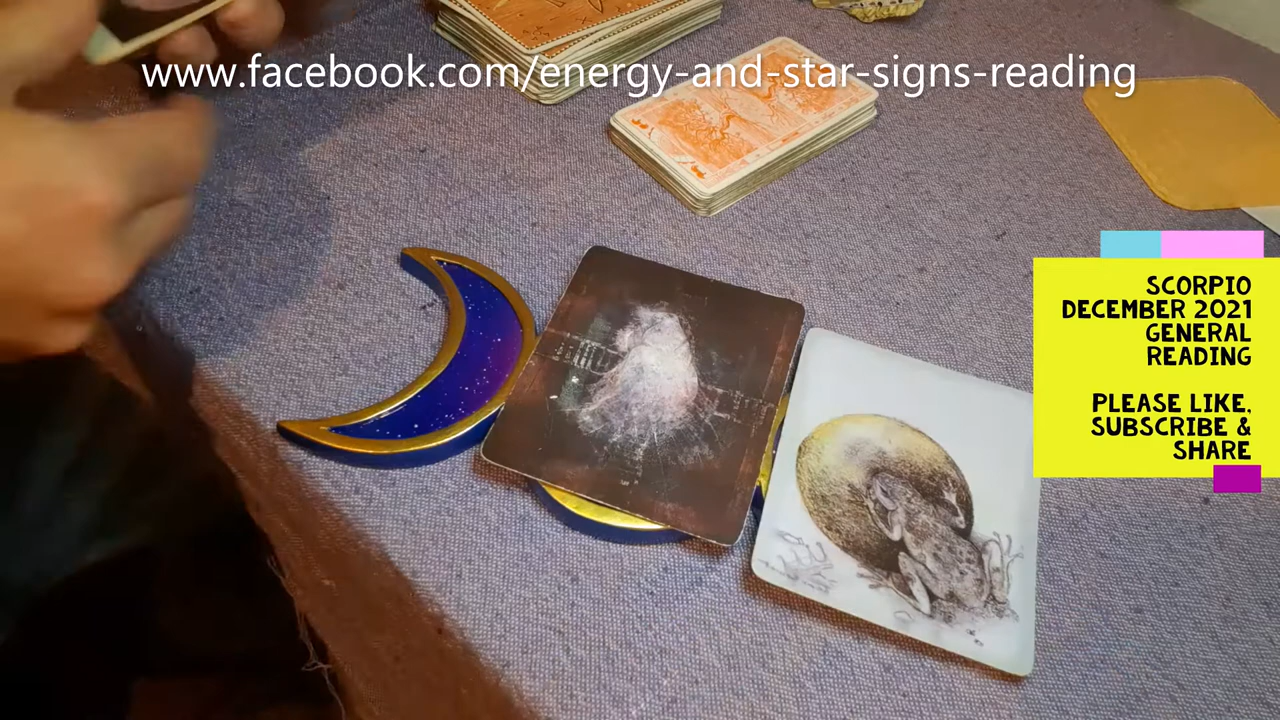 www.facebook.com/energy-and-star-signs-reading
SCORPIO
DECEMBER 2021
GENERAL
READING
PLEASE LIKE,
SUBSCRIBE &
SHARE